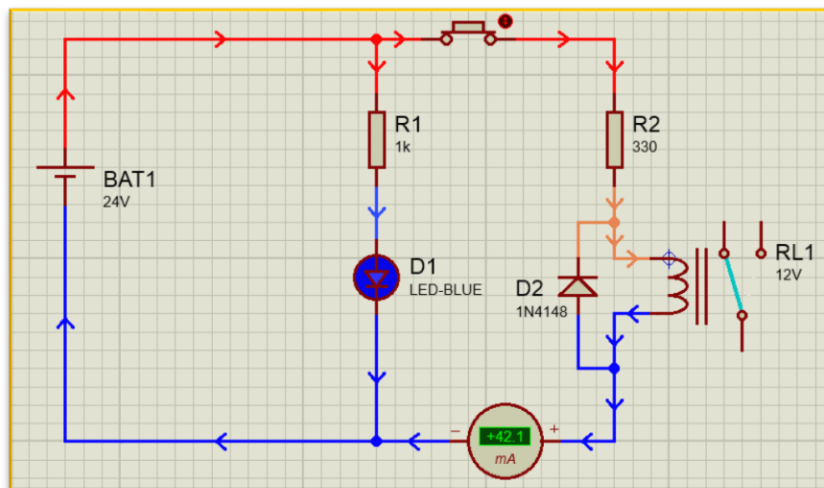 R1
1k
R2
330
BAT1
24V
D1
LED-BLUE
D2
1N4148
RL1
12V
− +
+42.1
mA